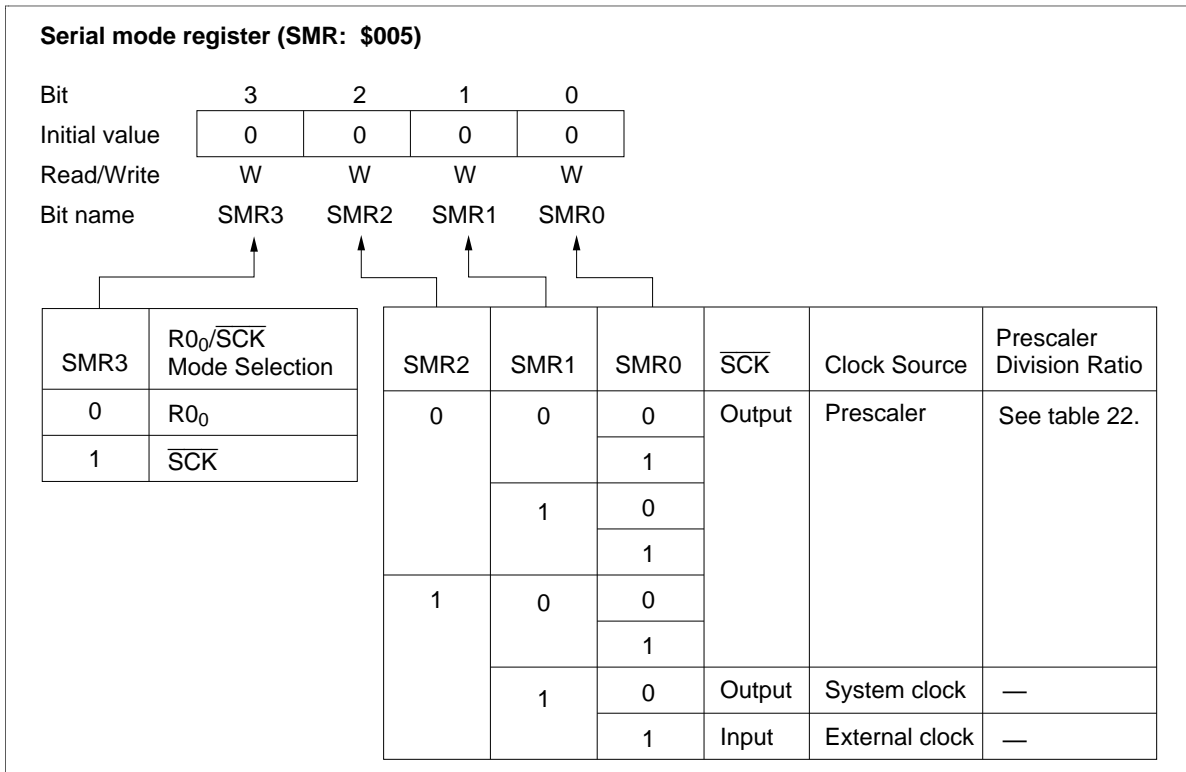 Serial mode register (SMR: $005)
Bit 3 2 1 0
Initial value 0 0 0 0
Read/Write W W W W
Bit name SMR3 SMR2 SMR1 SMR0
SMR3 R0₀/S̅C̅K̅ Mode Selection
0 R0₀
1 S̅C̅K̅
SMR2 SMR1 SMR0 S̅C̅K̅ Clock Source Prescaler Division Ratio
0 0 0 Output Prescaler See table 22.
1
1 0
1
1 0 0
1
1 0 Output System clock —
1 Input External clock —